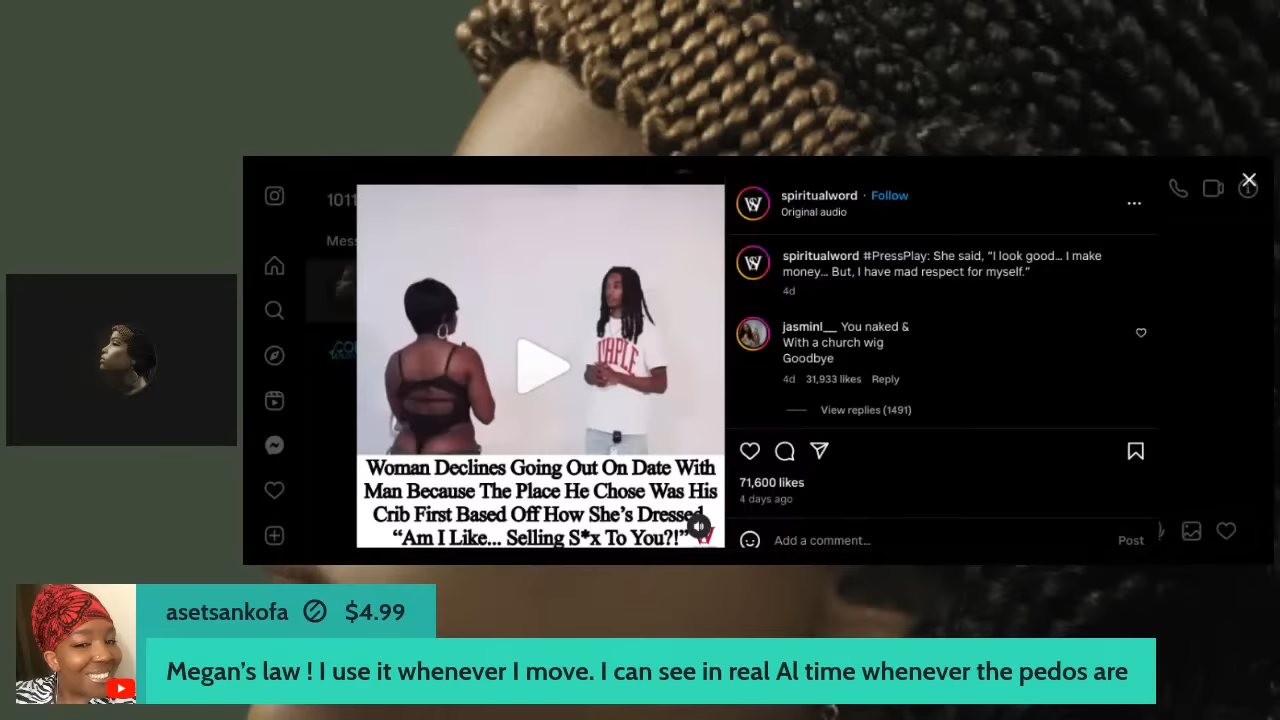 1011
Mess
spiritualword · Follow
Original audio
spiritualword #PressPlay: She said, “I look good… I make
money… But, I have mad respect for myself.”
4d
jasminl__ You naked &
With a church wig
Goodbye
4d 31,933 likes Reply
View replies (1491)
PURPLE
Woman Declines Going Out On Date With
Man Because The Place He Chose Was His
Crib First Based Off How She’s Dressed
“Am I Like... Selling S*x To You?!”
71,600 likes
4 days ago
Add a comment…
Post
asetsankofa $4.99
Megan’s law ! I use it whenever I move. I can see in real Al time whenever the pedos are